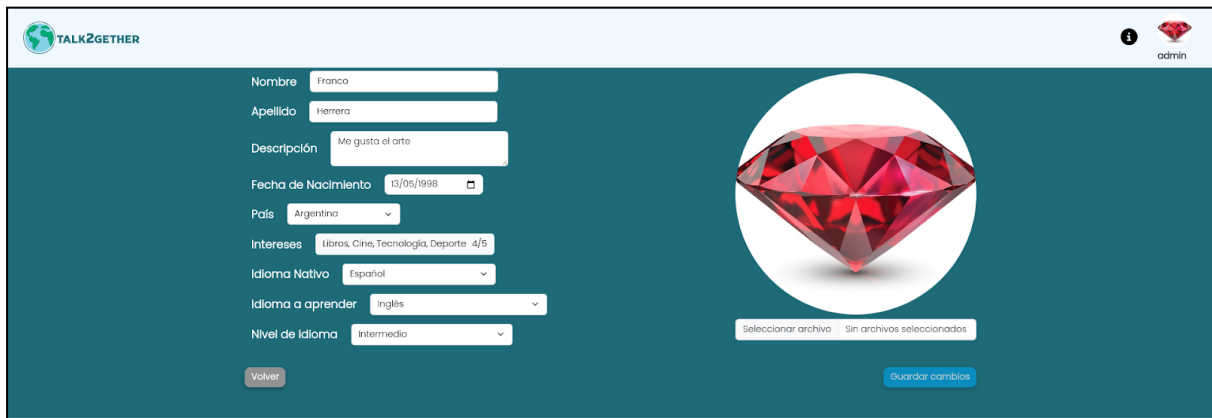 TALK2GETHER
admin
Nombre Franco
Apellido Herrera
Descripción Me gusta el arte
Fecha de Nacimiento 13/05/1998
País Argentina
Intereses Libros, Cine, Tecnología, Deporte 4/5
Idioma Nativo Español
Idioma a aprender Inglés
Nivel de idioma Intermedio
Seleccionar archivo Sin archivos seleccionados
Volver
Guardar cambios